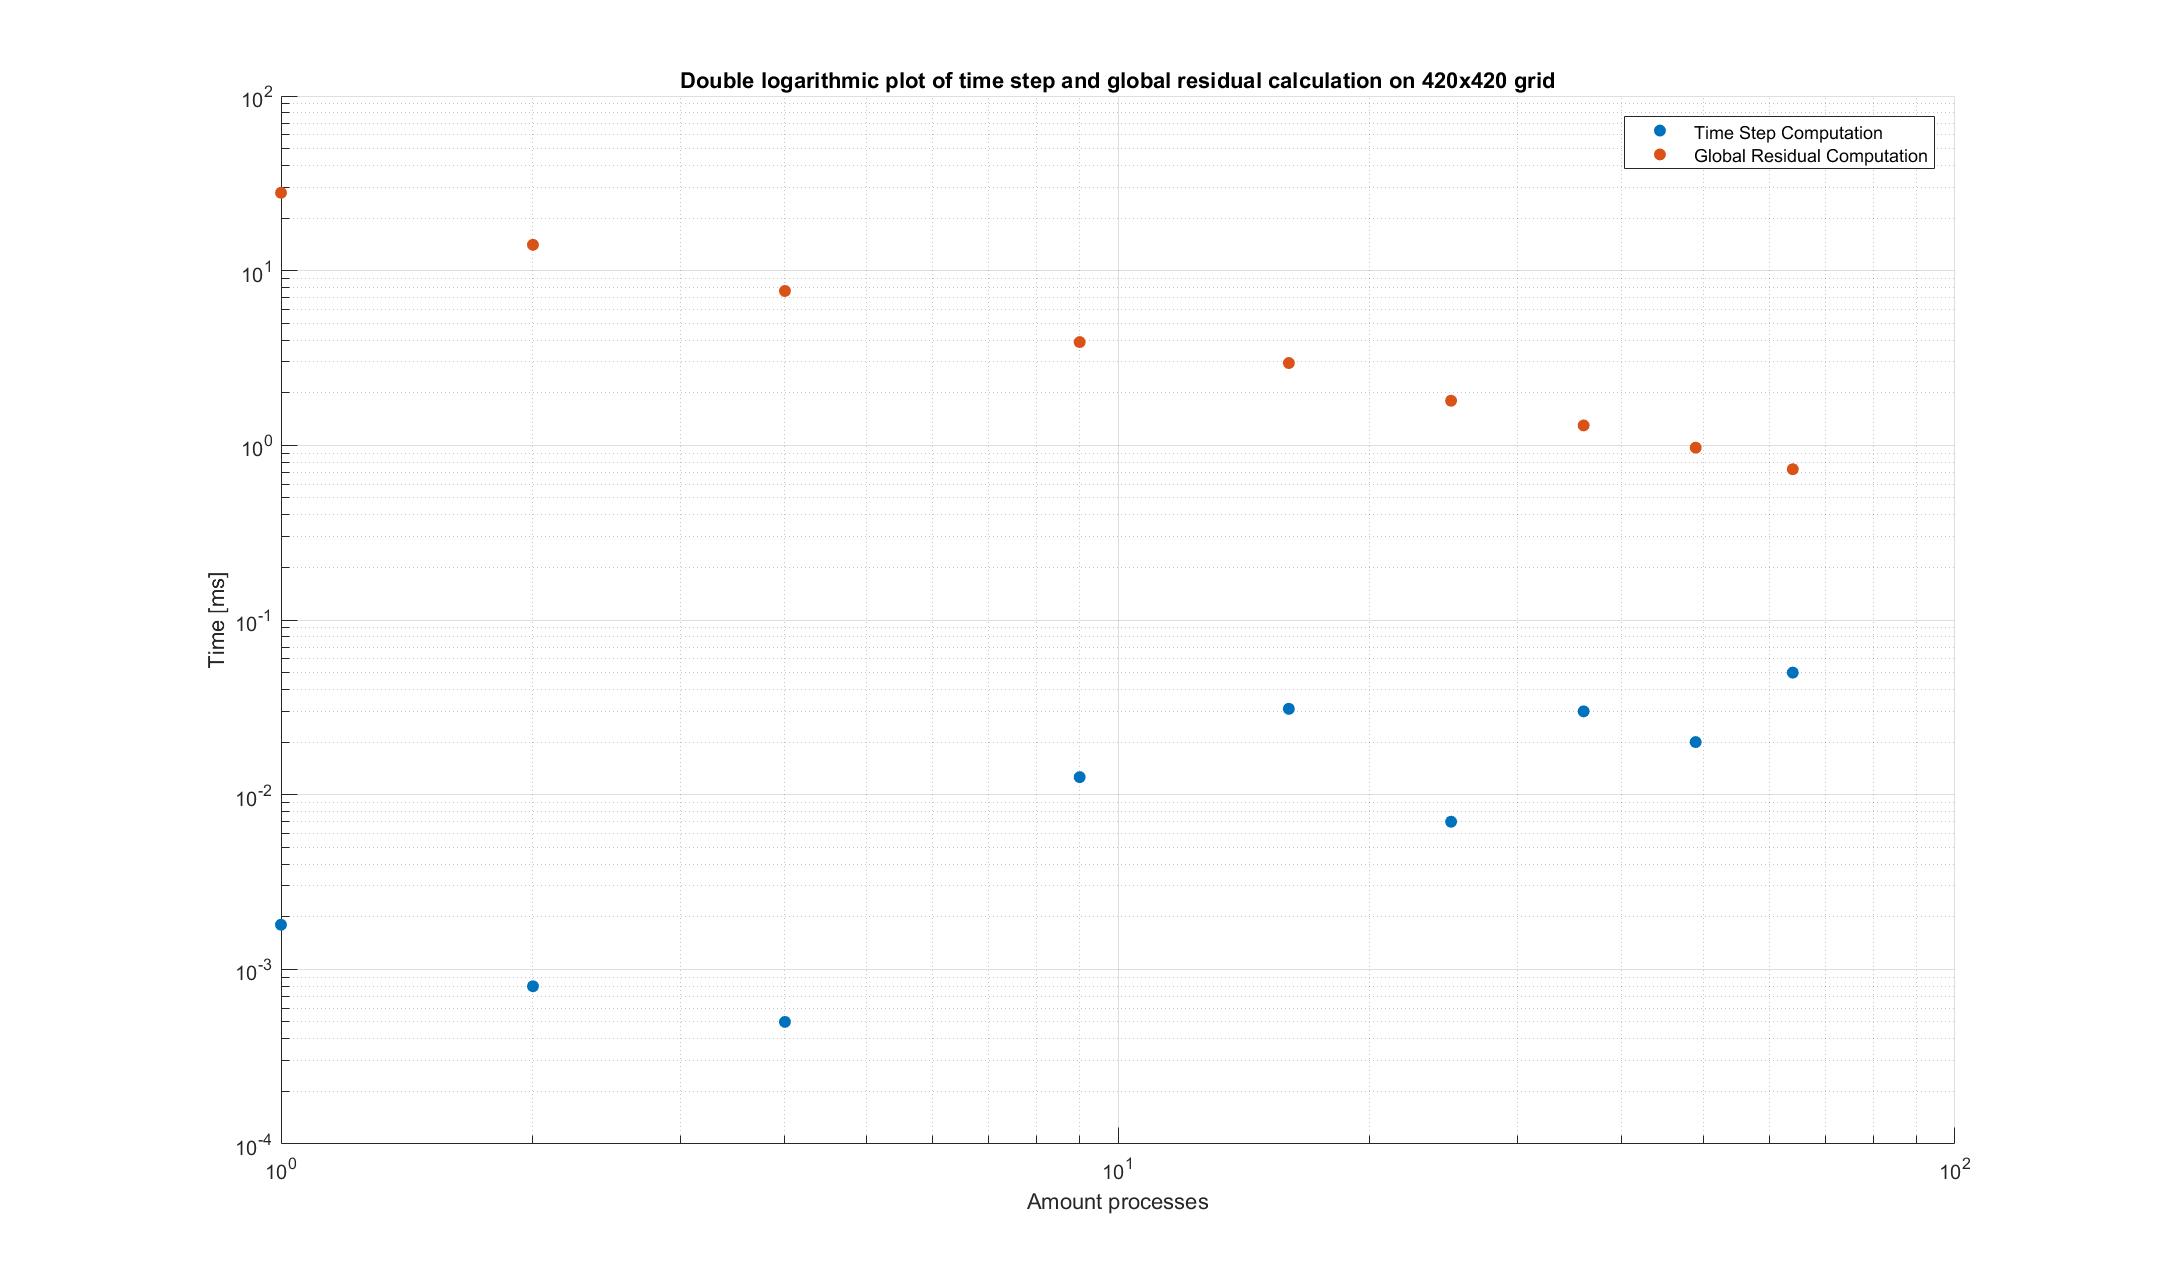 Double logarithmic plot of time step and global residual calculation on 420x420 grid
Time Step Computation
Global Residual Computation
10^2
10^1
10^0
10^-1
10^-2
10^-3
10^-4
Time [ms]
10^0 10^1 10^2
Amount processes